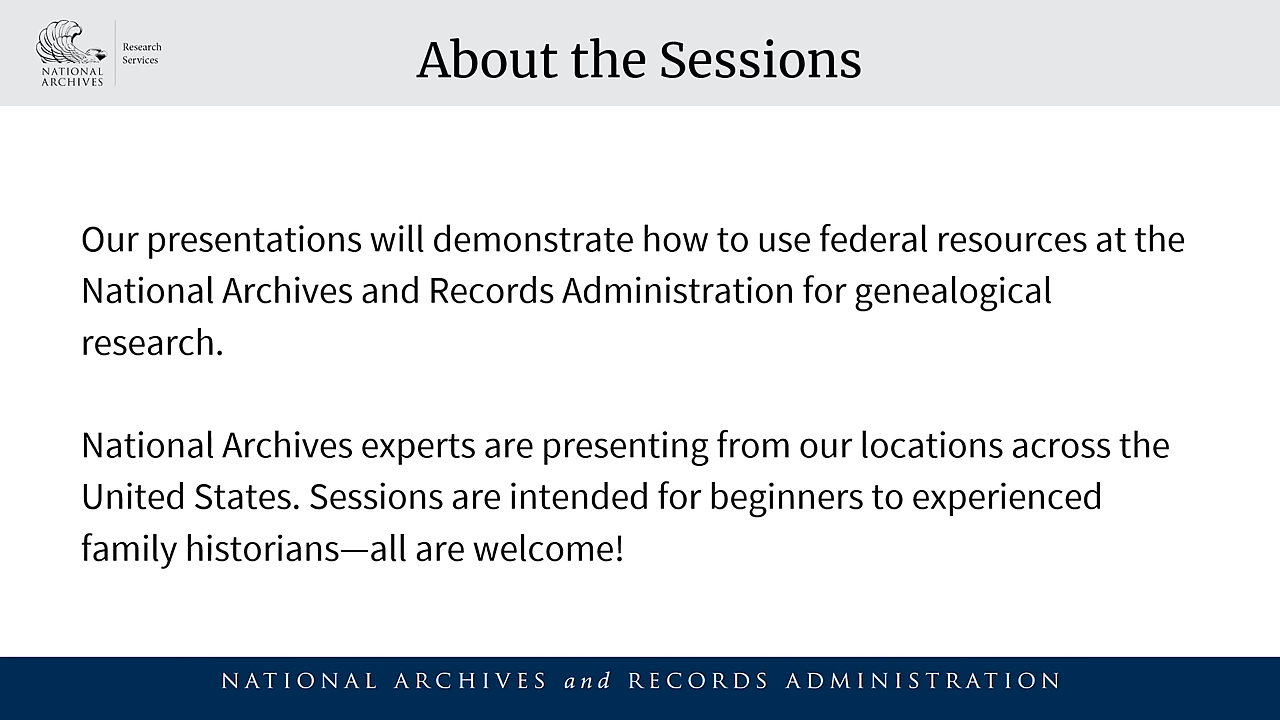 NATIONAL
ARCHIVES
Research
Services
About the Sessions
Our presentations will demonstrate how to use federal resources at the
National Archives and Records Administration for genealogical
research.
National Archives experts are presenting from our locations across the
United States. Sessions are intended for beginners to experienced
family historians—all are welcome!
NATIONAL ARCHIVES and RECORDS ADMINISTRATION